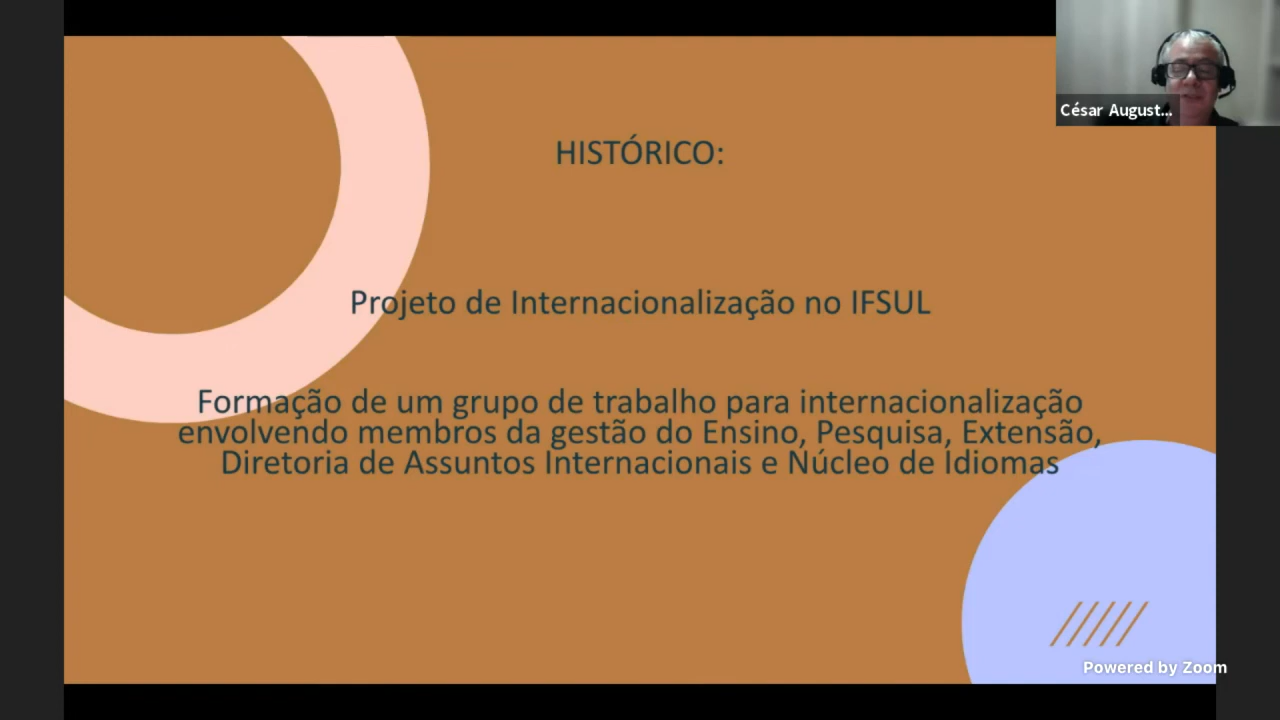 César August...
HISTÓRICO:
Projeto de Internacionalização no IFSUL
Formação de um grupo de trabalho para internacionalização
envolvendo membros da gestão do Ensino, Pesquisa, Extensão,
Diretoria de Assuntos Internacionais e Núcleo de Idiomas
Powered by Zoom